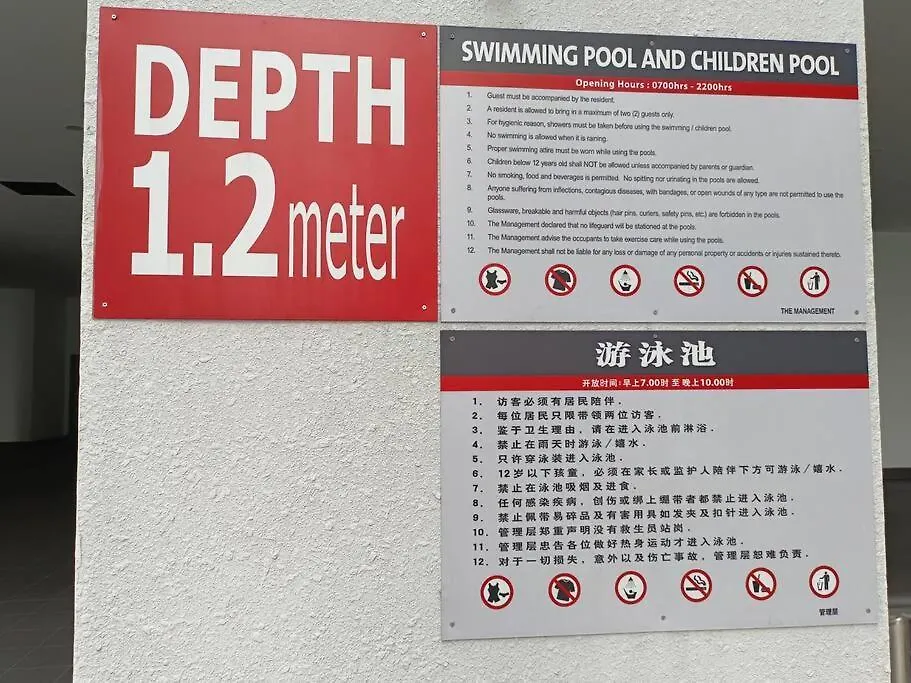 DEPTH
1.2 meter
SWIMMING POOL AND CHILDREN POOL
Opening Hours : 0700hrs - 2200hrs
1. Guest must be accompanied by the resident.
2. A resident is allowed to bring in a maximum of two (2) guests only.
3. For hygienic reason, showers must be taken before using the swimming / children pool.
4. No swimming is allowed when it is raining.
5. Proper swimming attire must be worn while using the pools.
6. Children below 12 years old shall NOT be allowed unless accompanied by parents or guardian.
7. No smoking, food and beverages is permitted. No spitting nor urinating in the pools are allowed.
8. Anyone suffering from infections, contagious diseases, with bandages, or open wounds of any type are not permitted to use the
pools.
9. Glassware, breakable and harmful objects (hair pins, curlers, safety pins, etc.) are forbidden in the pools.
10. The Management declared that no lifeguard will be stationed at the pools.
11. The Management advise the occupants to take exercise care while using the pools.
12. The Management shall not be liable for any loss or damage of any personal property or accidents or injuries sustained thereto.
THE MANAGEMENT
游泳池
开放时间:早上7.00时 至 晚上10.00时
1. 访客必须有居民陪伴.
2. 每位居民只限带领两位访客.
3. 鉴于卫生理由, 请在进入泳池前淋浴.
4. 禁止在雨天时游泳/嬉水.
5. 只许穿泳装进入泳池.
6. 12岁以下孩童, 必须在家长或监护人陪伴下方可游泳/嬉水.
7. 禁止在泳池吸烟及进食.
8. 任何感染疾病, 创伤或绑上绷带者都禁止进入泳池.
9. 禁止佩带易碎品及有害用具如发夹及扣针进入泳池.
10. 管理层郑重声明没有救生员站岗.
11. 管理层忠告各位做好热身运动才进入泳池.
12. 对于一切损失, 意外以及伤亡事故, 管理层恕难负责.
管理层